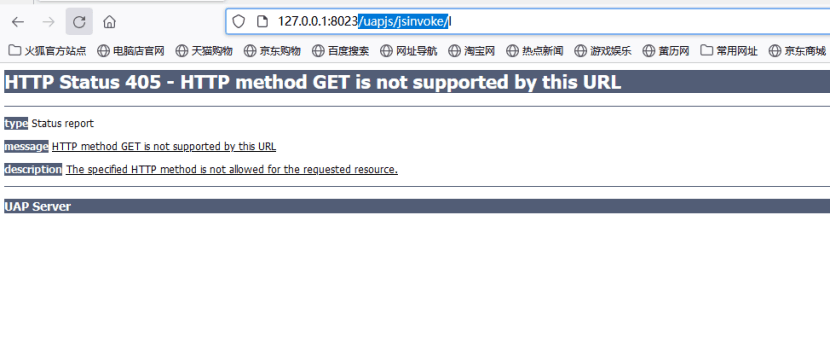 127.0.0.1:8023/uapjs/jsinvoke/
火狐官方站点 电脑店官网 天猫购物 京东购物 百度搜索 网址导航 淘宝网 热点新闻 游戏娱乐 黄历网 常用网址 京东商城
HTTP Status 405 - HTTP method GET is not supported by this URL
type Status report
message HTTP method GET is not supported by this URL
description The specified HTTP method is not allowed for the requested resource.
UAP Server